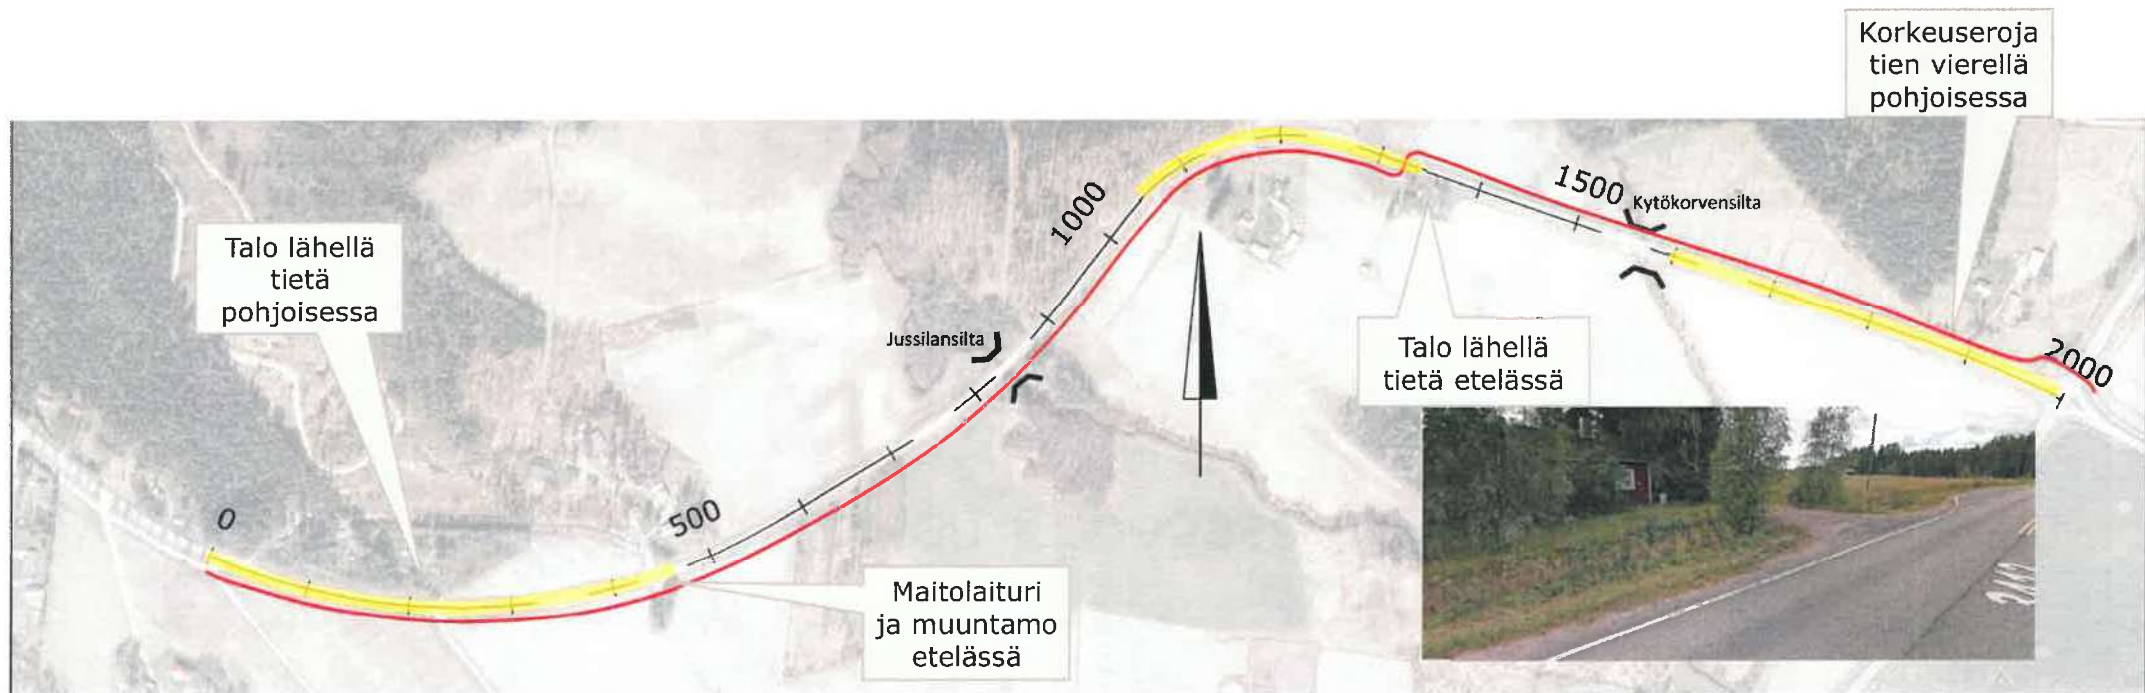 Korkeuseroja
tien vierellä
pohjoisessa
Talo lähellä
tietä
pohjoisessa
1000
1500
Kytökorvensilta
Jussilansilta
Talo lähellä
tietä etelässä
2000
0
500
Maitolaituri
ja muuntamo
etelässä